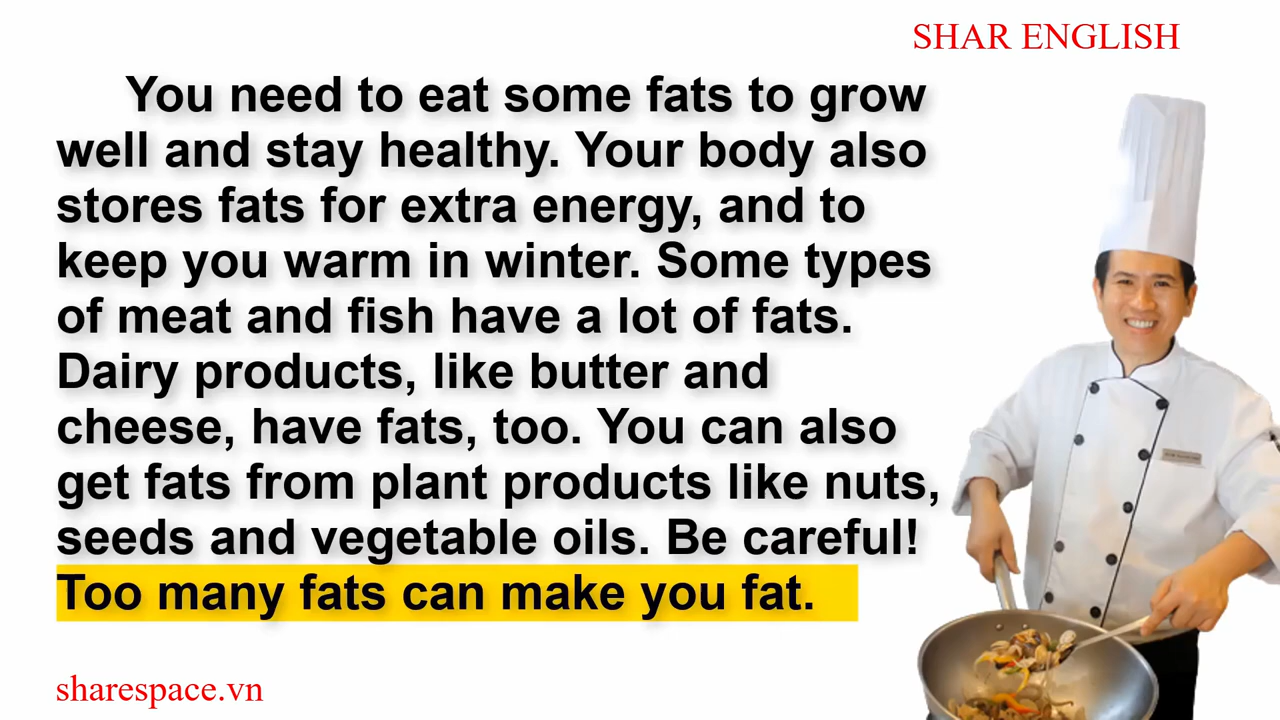 SHAR ENGLISH
You need to eat some fats to grow
well and stay healthy. Your body also
stores fats for extra energy, and to
keep you warm in winter. Some types
of meat and fish have a lot of fats.
Dairy products, like butter and
cheese, have fats, too. You can also
get fats from plant products like nuts,
seeds and vegetable oils. Be careful!
Too many fats can make you fat.
sharespace.vn